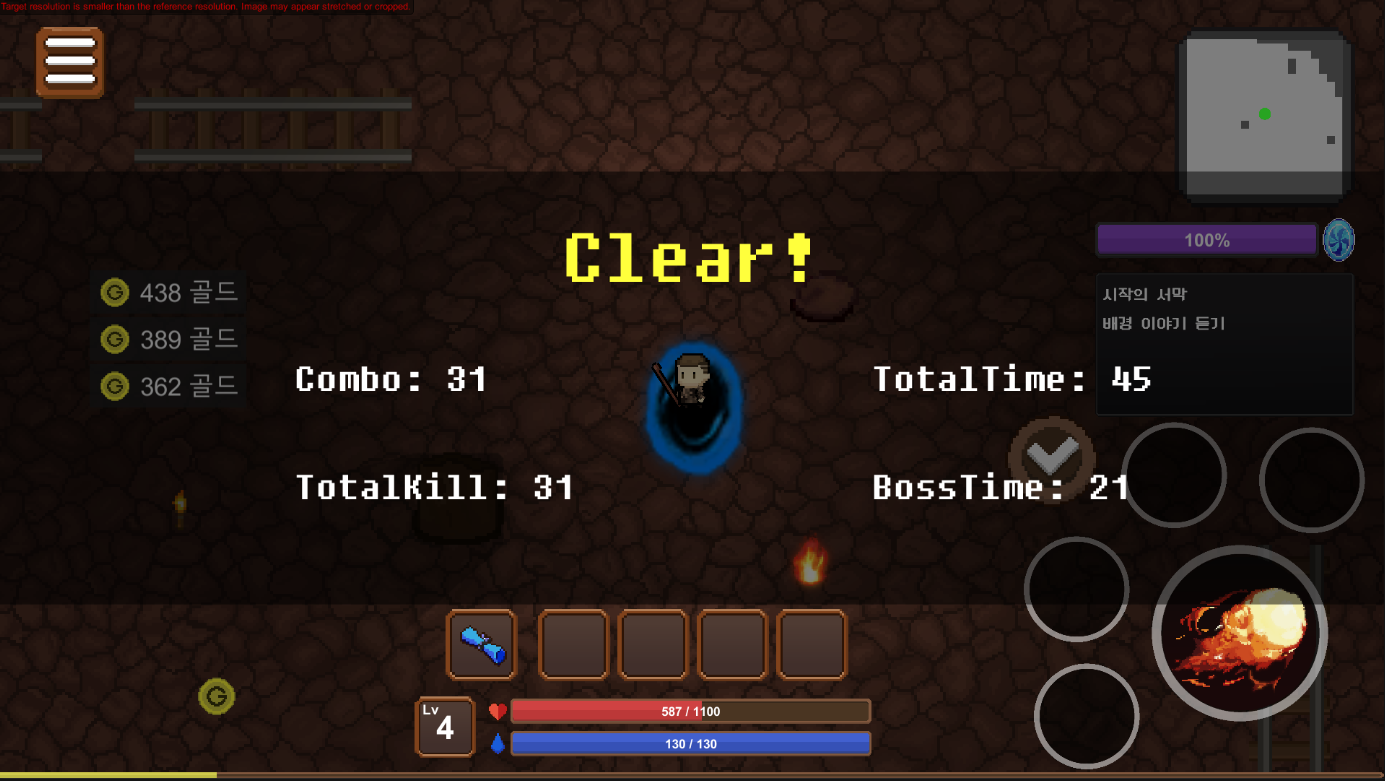 Target resolution is smaller than the reference resolution. Image may appear stretched or cropped.
Clear!
100%
438 골드
389 골드
362 골드
시작의 서막
배경 이야기 듣기
Combo: 31
TotalTime: 45
TotalKill: 31
BossTime: 21
Lv
4
587 / 1100
130 / 130